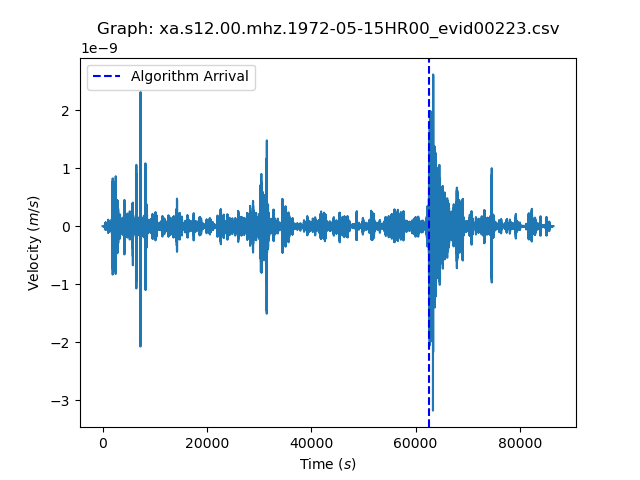 Graph: xa.s12.00.mhz.1972-05-15HR00_evid00223.csv
1e−9
Algorithm Arrival
2
1
0
−1
−2
−3
Velocity (m/s)
0 20000 40000 60000 80000
Time (s)